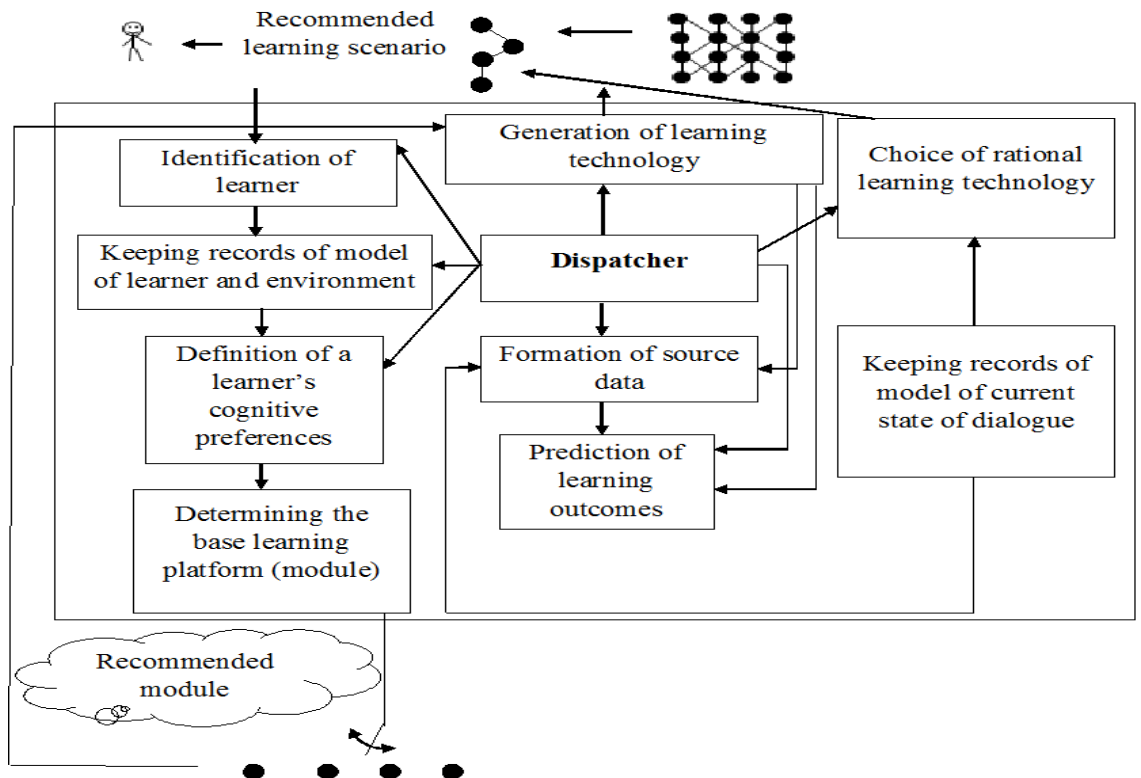 Recommended
learning scenario
Generation of learning
technology
Choice of rational
learning technology
Identification of
learner
Keeping records of model
of learner and environment
Dispatcher
Definition of a
learner’s
cognitive
preferences
Formation of source
data
Keeping records of
model of current
state of dialogue
Prediction of
learning
outcomes
Determining the
base learning
platform (module)
Recommended
module